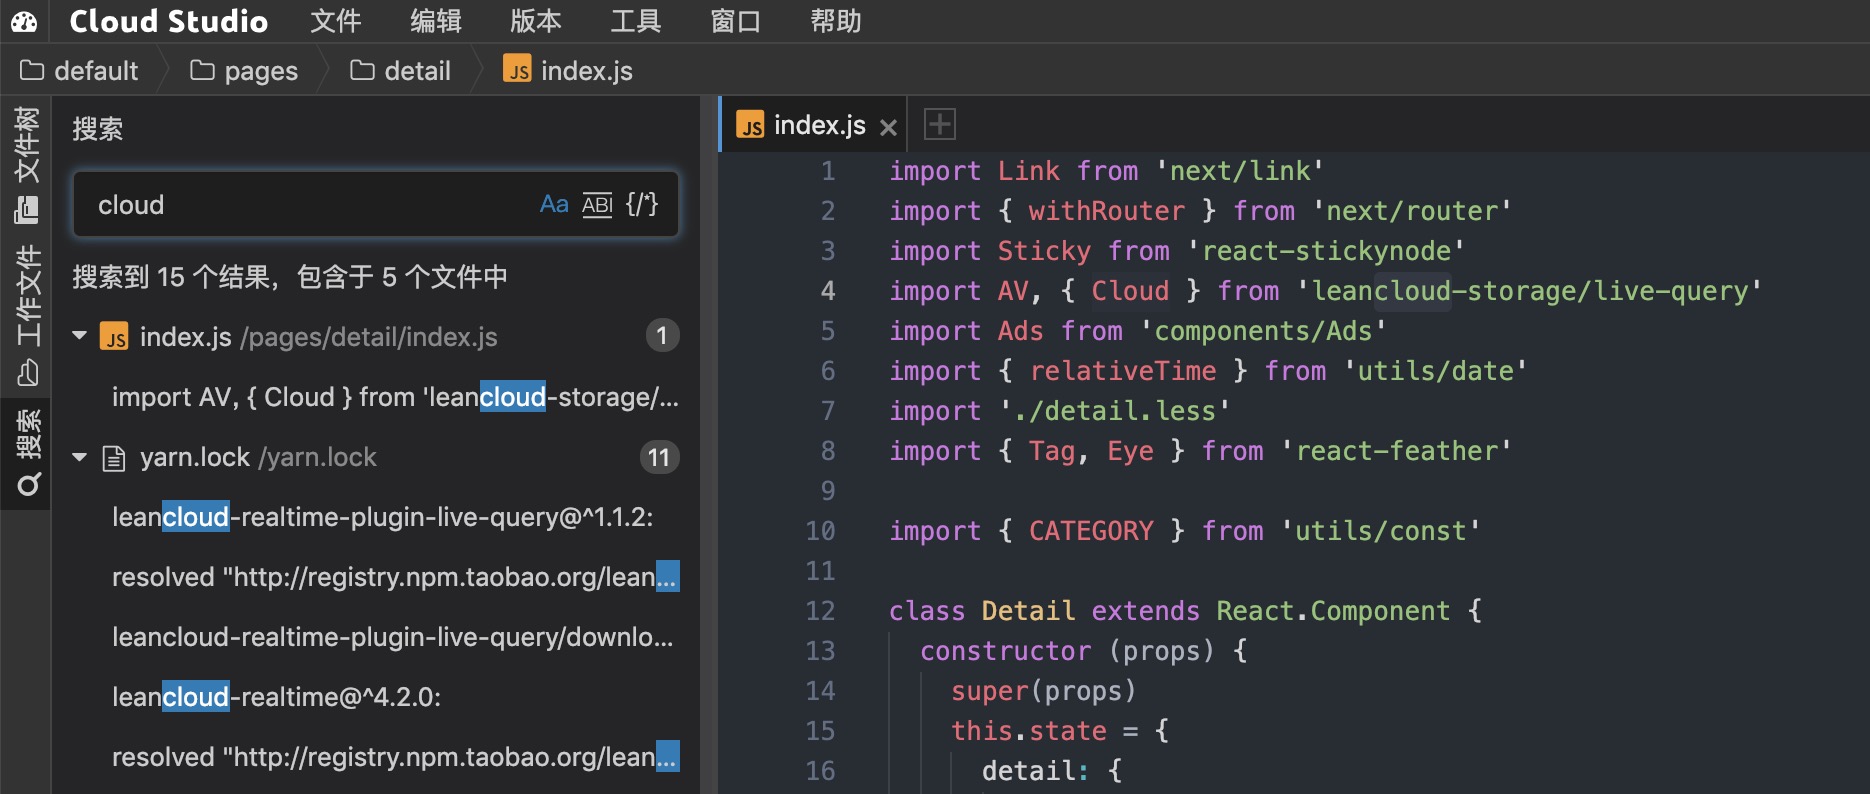 Cloud Studio 文件 编辑 版本 工具 窗口 帮助
default pages detail JS index.js
文件树
工作文件
搜索
搜索
cloud Aa ABI {/*}
搜索到 15 个结果，包含于 5 个文件中
JS index.js /pages/detail/index.js 1
import AV, { Cloud } from 'leancloud-storage/...
yarn.lock /yarn.lock 11
leancloud-realtime-plugin-live-query@^1.1.2:
resolved "http://registry.npm.taobao.org/lean...
leancloud-realtime-plugin-live-query/downlo...
leancloud-realtime@^4.2.0:
resolved "http://registry.npm.taobao.org/lean...
JS index.js
1 import Link from 'next/link'
2 import { withRouter } from 'next/router'
3 import Sticky from 'react-stickynode'
4 import AV, { Cloud } from 'leancloud-storage/live-query'
5 import Ads from 'components/Ads'
6 import { relativeTime } from 'utils/date'
7 import './detail.less'
8 import { Tag, Eye } from 'react-feather'
9
10 import { CATEGORY } from 'utils/const'
11
12 class Detail extends React.Component {
13 constructor (props) {
14 super(props)
15 this.state = {
16 detail: {